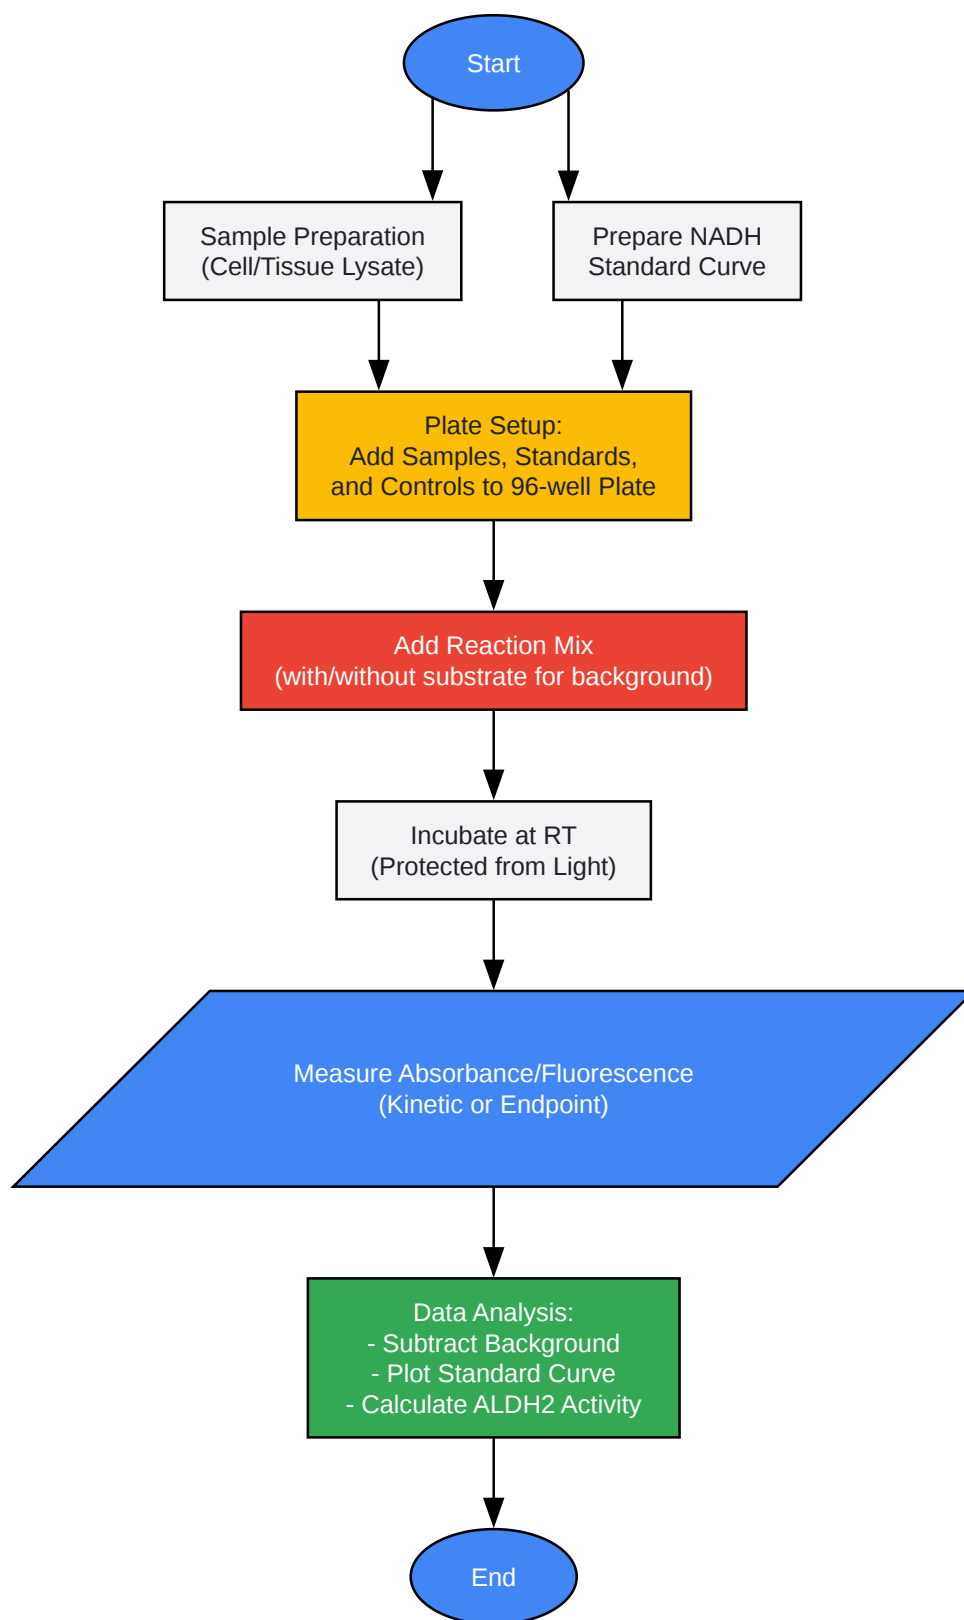 Start
Sample Preparation
(Cell/Tissue Lysate)
Prepare NADH
Standard Curve
Plate Setup:
Add Samples, Standards,
and Controls to 96-well Plate
Add Reaction Mix
(with/without substrate for background)
Incubate at RT
(Protected from Light)
Measure Absorbance/Fluorescence
(Kinetic or Endpoint)
Data Analysis:
- Subtract Background
- Plot Standard Curve
- Calculate ALDH2 Activity
End